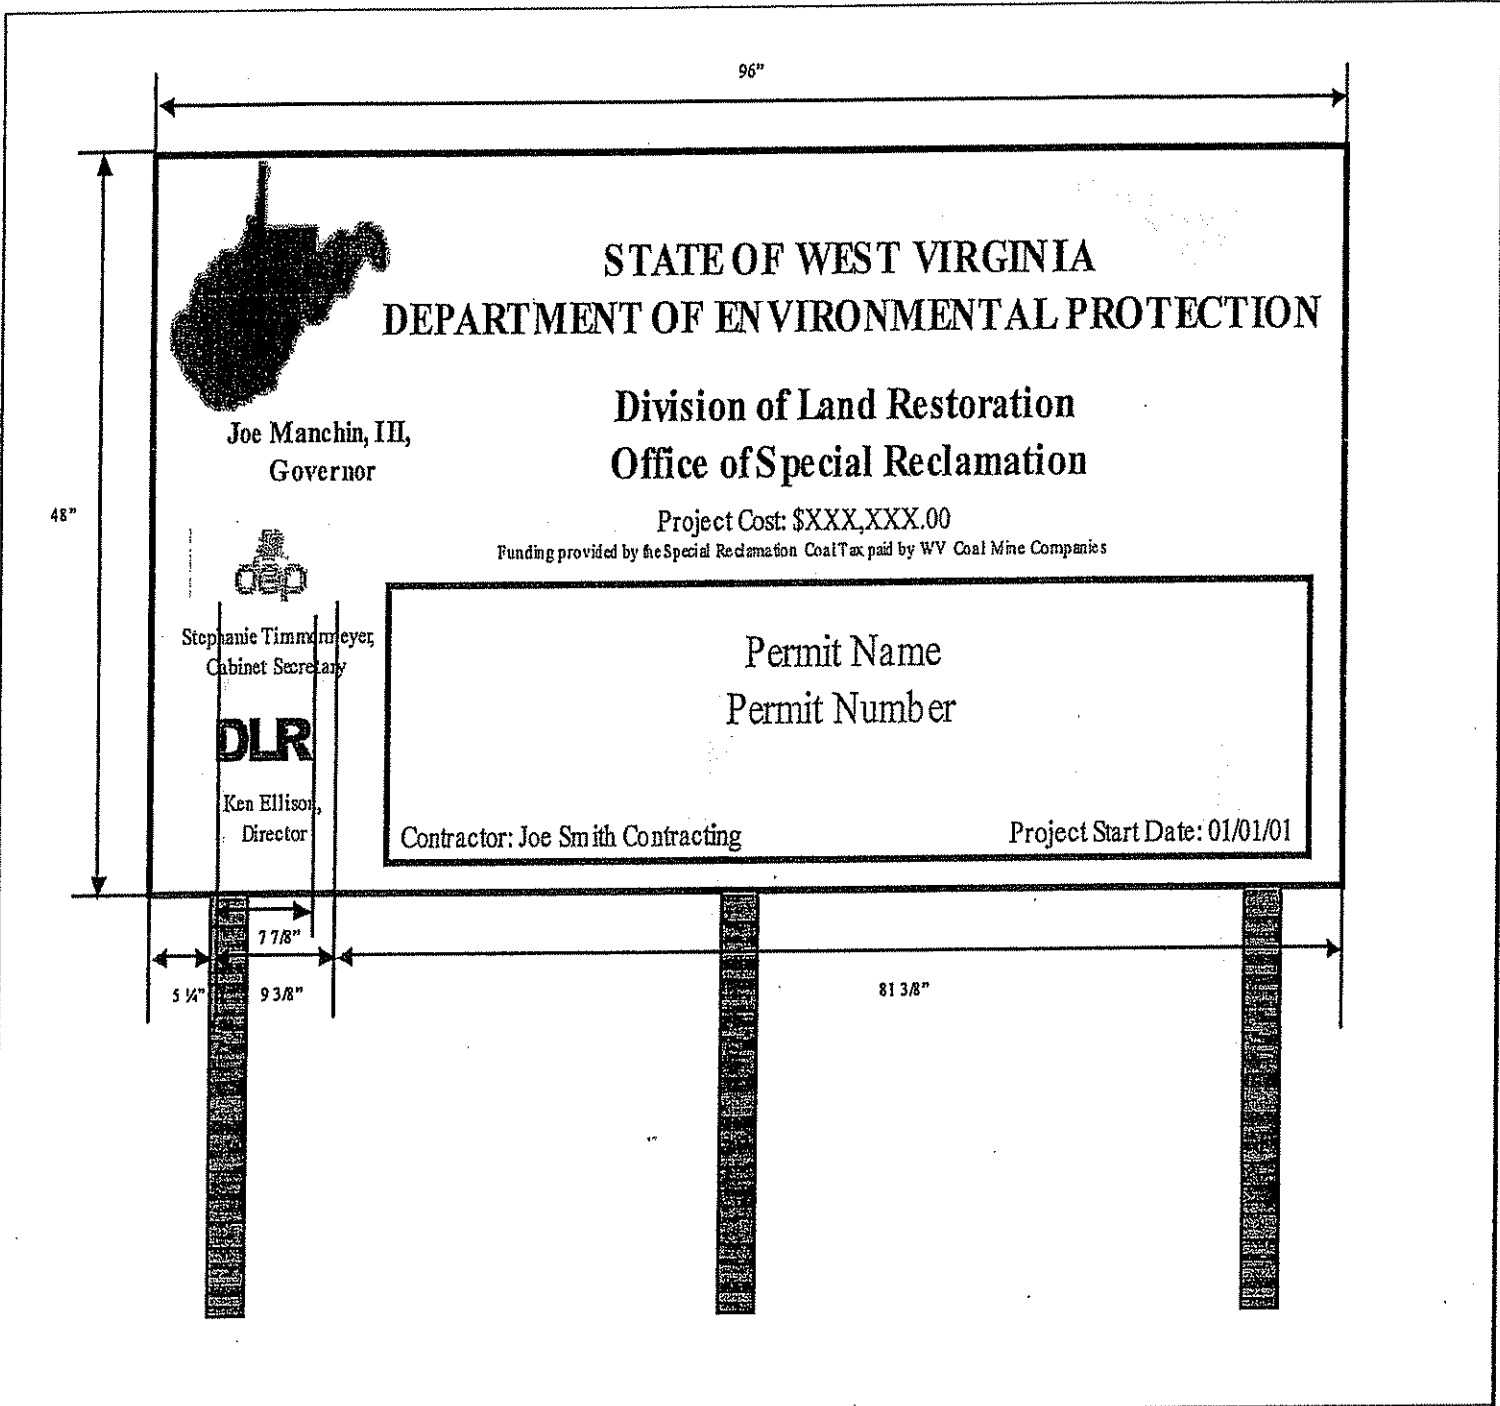 96"
STATE OF WEST VIRGINIA
DEPARTMENT OF ENVIRONMENTAL PROTECTION
Division of Land Restoration
Office of Special Reclamation
Project Cost: $XXX,XXX.00
Funding provided by the Special Reclamation Coal Tax paid by WV Coal Mine Companies
Joe Manchin, III,
Governor
48"
dep
Stephanie Timmermeyer,
Cabinet Secretary
DLR
Ken Ellison,
Director
Permit Name
Permit Number
Contractor: Joe Smith Contracting
Project Start Date: 01/01/01
7 7/8"
5 ¼"
9 3/8"
81 3/8"